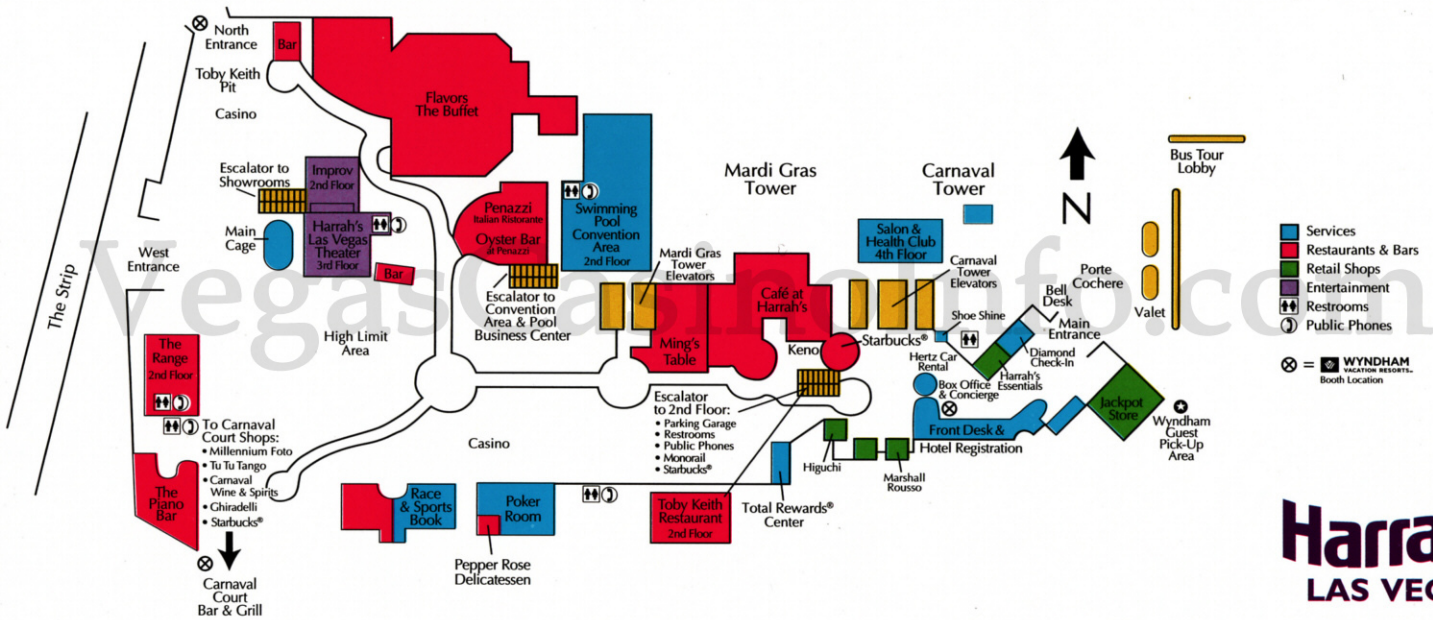 North
Entrance
Bar
Toby Keith
Pit
Casino
Flavors
The Buffet
Escalator to
Showrooms
Improv
2nd Floor
Harrah's
Las Vegas
Theater
3rd Floor
Main
Cage
Bar
West
Entrance
The Strip
Penazzi
Italian Ristorante
Oyster Bar
at Penazzi
Swimming
Pool
Convention
Area
2nd Floor
Escalator to
Convention
Area & Pool
Business Center
Mardi Gras
Tower
Mardi Gras
Tower
Elevators
Carnaval
Tower
Salon &
Health Club
4th Floor
Carnaval
Tower
Elevators
N
Bus Tour
Lobby
Porte
Cochere
Valet
Bell
Desk
Main
Entrance
Shoe Shine
Diamond
Check-In
Harrah's
Essentials
Café at
Harrah's
Ming's
Table
Keno
Starbucks®
Hertz Car
Rental
Box Office
& Concierge
Front Desk &
Hotel Registration
Jackpot
Store
Wyndham
Guest
Pick-Up
Area
High Limit
Area
The
Range
2nd Floor
To Carnaval
Court Shops:
• Millennium Foto
• Tu Tu Tango
• Carnaval
Wine & Spirits
• Ghiradelli
• Starbucks®
The
Piano
Bar
Carnaval
Court
Bar & Grill
Casino
Race
& Sports
Book
Poker
Room
Pepper Rose
Delicatessen
Escalator
to 2nd Floor:
• Parking Garage
• Restrooms
• Public Phones
• Monorail
• Starbucks®
Toby Keith
Restaurant
2nd Floor
Total Rewards®
Center
Higuchi
Marshall
Rousso
Services
Restaurants & Bars
Retail Shops
Entertainment
Restrooms
Public Phones
= WYNDHAM
VACATION RESORTS
Booth Location
Harra
LAS VEG
VegasCasinoInfo.com